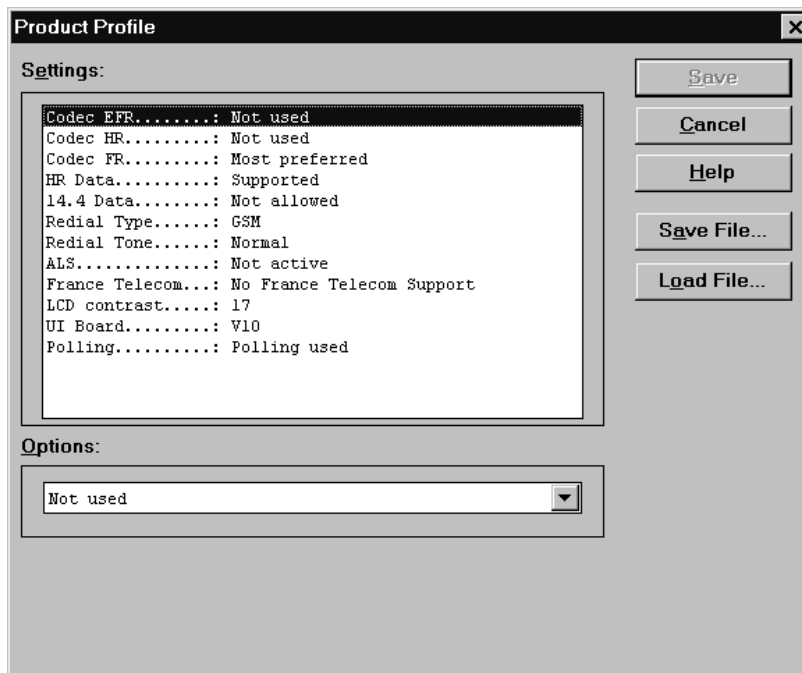 Product Profile
Settings:
Codec EFR........: Not used
Codec HR.........: Not used
Codec FR.........: Most preferred
HR Data..........: Supported
14.4 Data........: Not allowed
Redial Type......: GSM
Redial Tone......: Normal
ALS..............: Not active
France Telecom...: No France Telecom Support
LCD contrast.....: 17
UI Board.........: V10
Polling..........: Polling used
Options:
Not used
Save
Cancel
Help
Save File...
Load File...